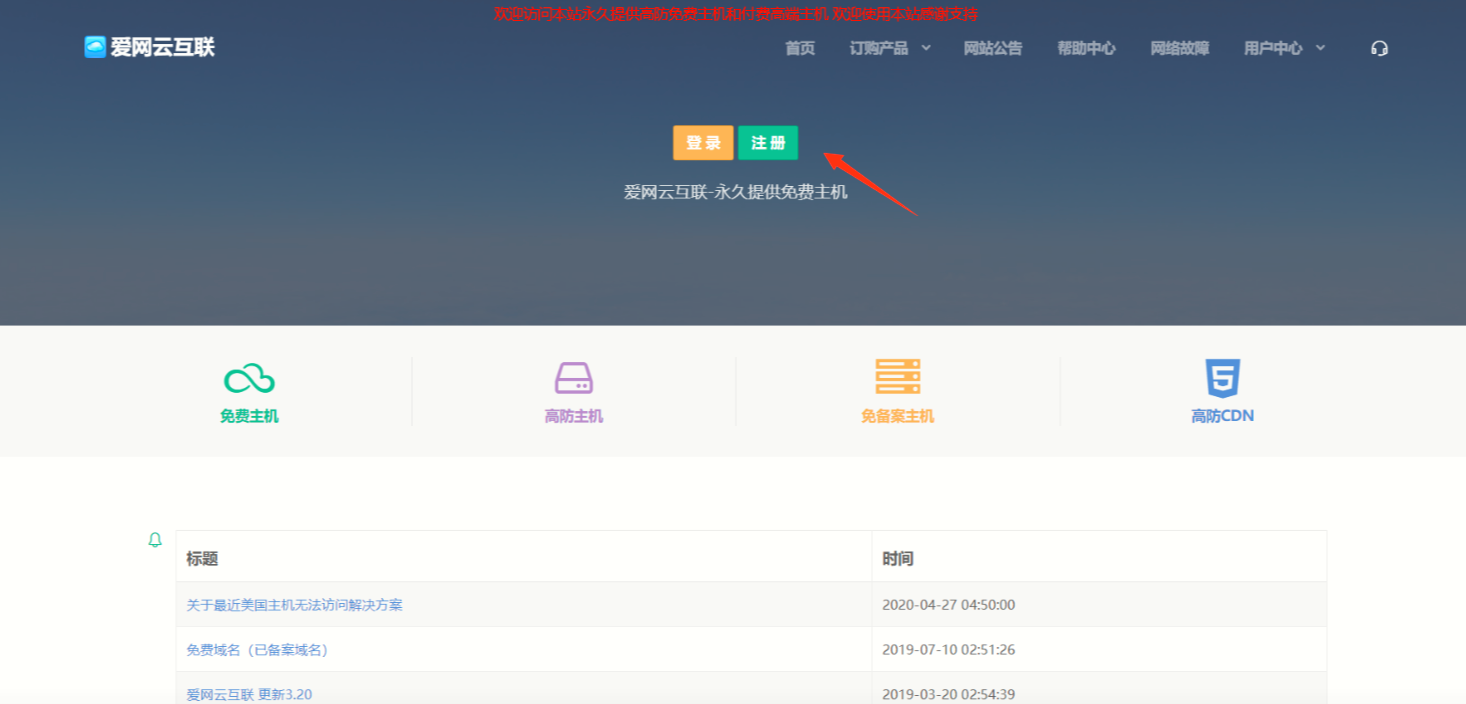 欢迎访问本站永久提供高防免费主机和付费高端主机 欢迎使用本站感谢支持
爱网云互联
首页 订购产品 网站公告 帮助中心 网络故障 用户中心
登录 注册
爱网云互联-永久提供免费主机
免费主机 高防主机 免备案主机 高防CDN
标题 时间
关于最近美国主机无法访问解决方案 2020-04-27 04:50:00
免费域名（已备案域名） 2019-07-10 02:51:26
爱网云互联 更新3.20 2019-03-20 02:54:39